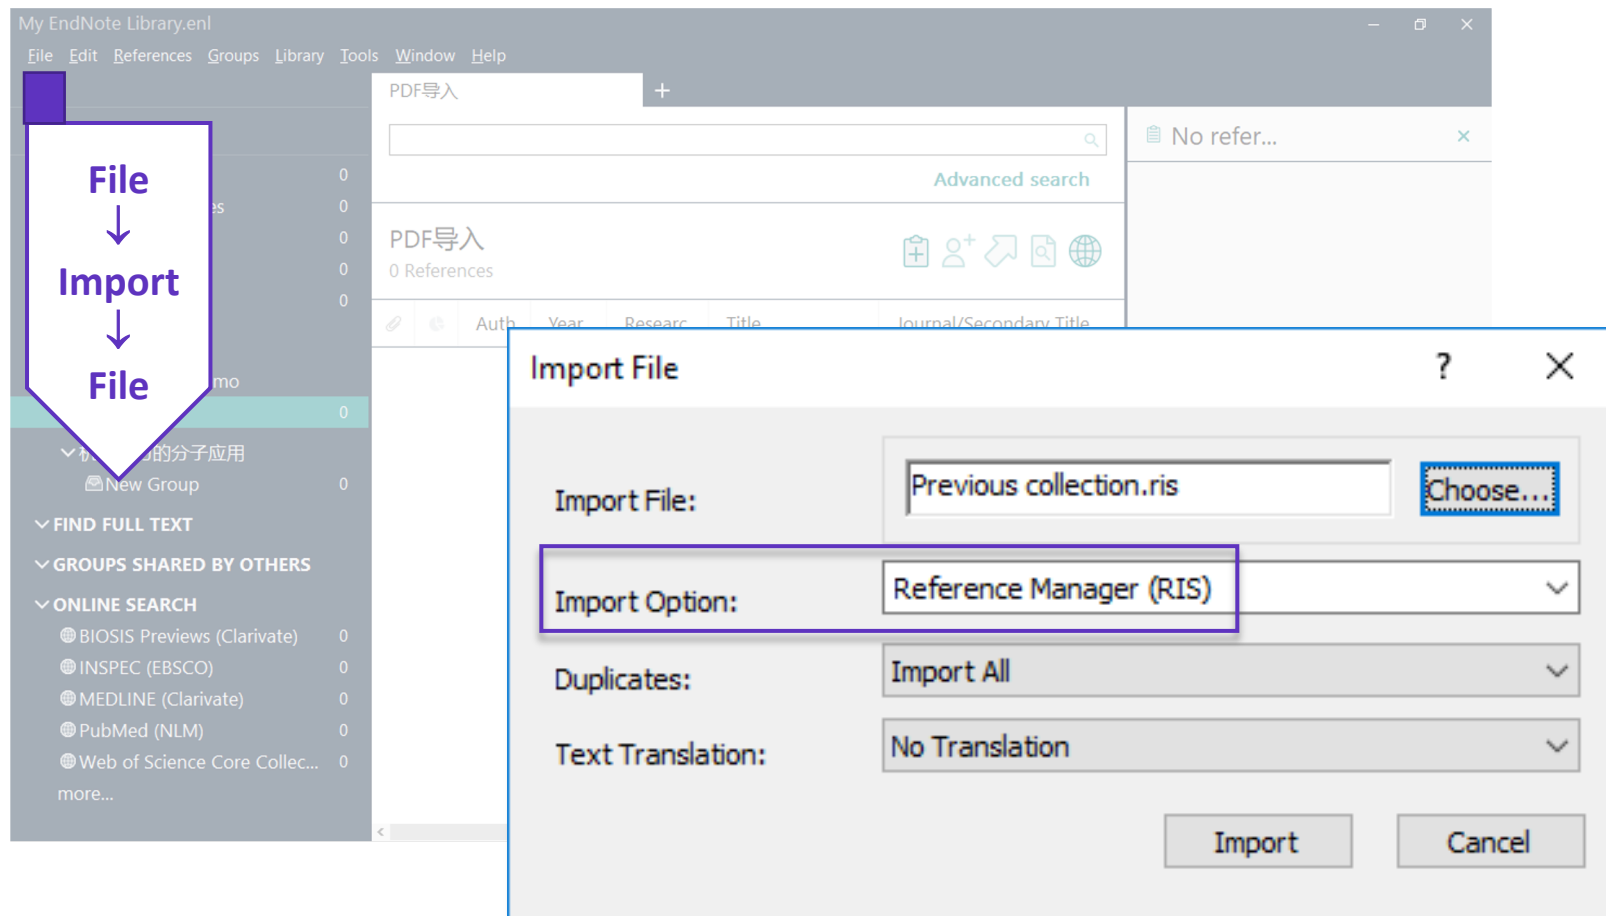 My EndNote Library.enl
File Edit References Groups Library Tools Window Help
PDF导入
No refer...
Advanced search
PDF导入
0 References
Year Title
File
↓
Import
↓
File
0
0
0
0
0
0
的分子应用
New Group 0
FIND FULL TEXT
GROUPS SHARED BY OTHERS
ONLINE SEARCH
BIOSIS Previews (Clarivate) 0
INSPEC (EBSCO) 0
MEDLINE (Clarivate) 0
PubMed (NLM) 0
Web of Science Core Collec... 0
more...
Import File
? ×
Import File: Previous collection.ris Choose...
Import Option: Reference Manager (RIS)
Duplicates: Import All
Text Translation: No Translation
Import Cancel